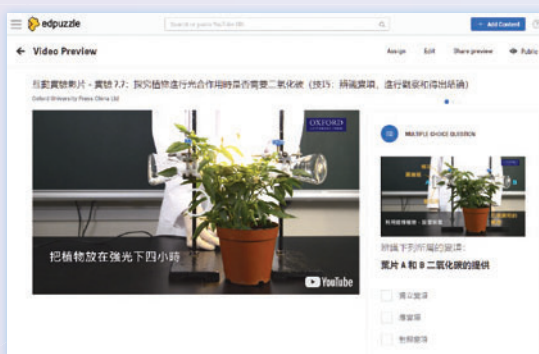 edpuzzle
Add Content
Video Preview
Assign
Edit
Share preview
Public
互動實驗影片 - 實驗 7.7：探究植物進行光合作用時是否需要二氧化碳 (技巧：辨識變項、進行觀察和得出結論)
Oxford University Press China Ltd
OXFORD
把植物放在強光下四小時
YouTube
MULTIPLE CHOICE QUESTION
A
B
辨識下列所屬的變項：
葉片 A 和 B 二氧化碳的提供
獨立變項
應變項
控制變項